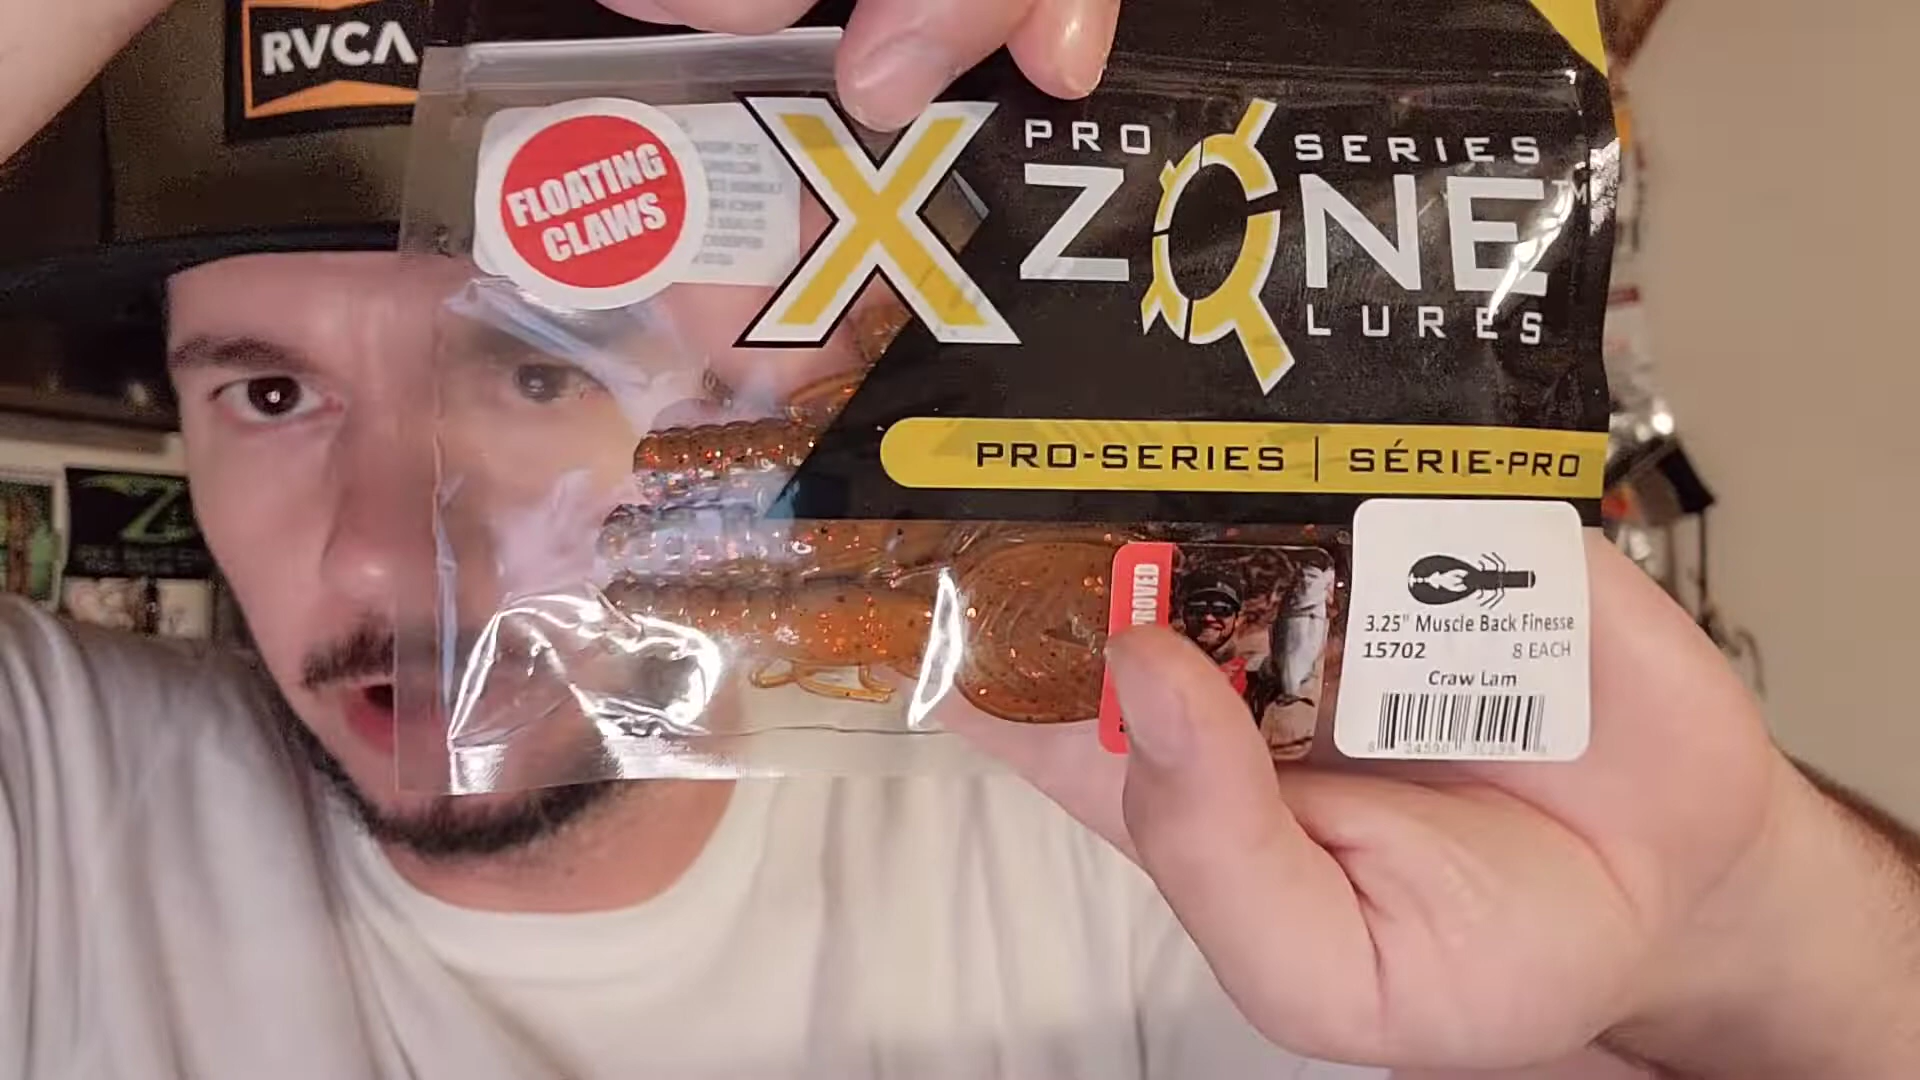 RVCA
FLOATING
CLAWS
X ZONE
PRO SERIES
LURES
PRO-SERIES | SÉRIE-PRO
3.25" Muscle Back Finesse
15702 8 EACH
Craw Lam